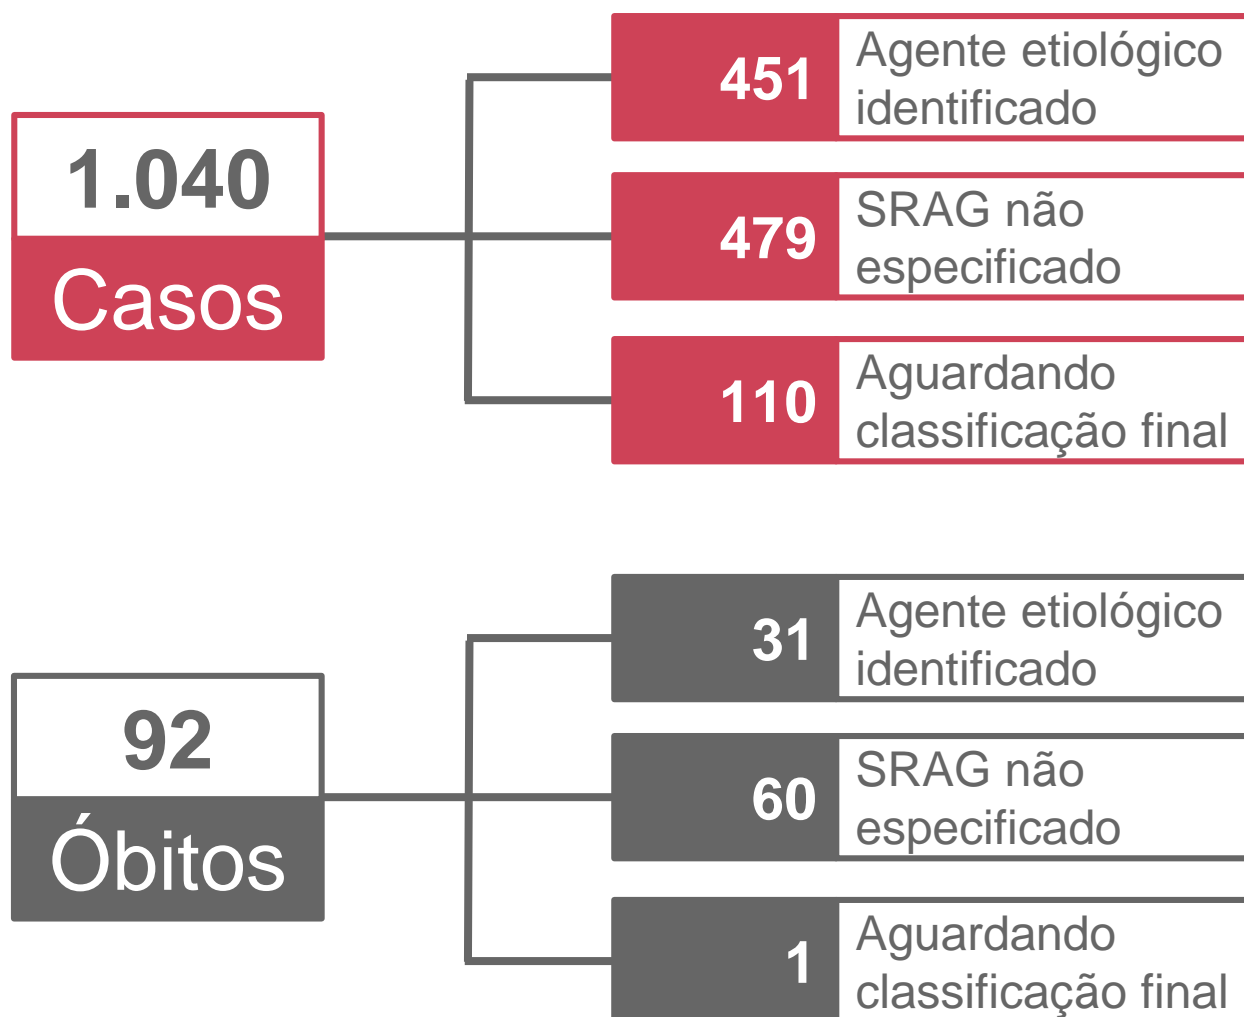 1.040
Casos
451
Agente etiológico
identificado
479
SRAG não
especificado
110
Aguardando
classificação final
92
Óbitos
31
Agente etiológico
identificado
60
SRAG não
especificado
1
Aguardando
classificação final